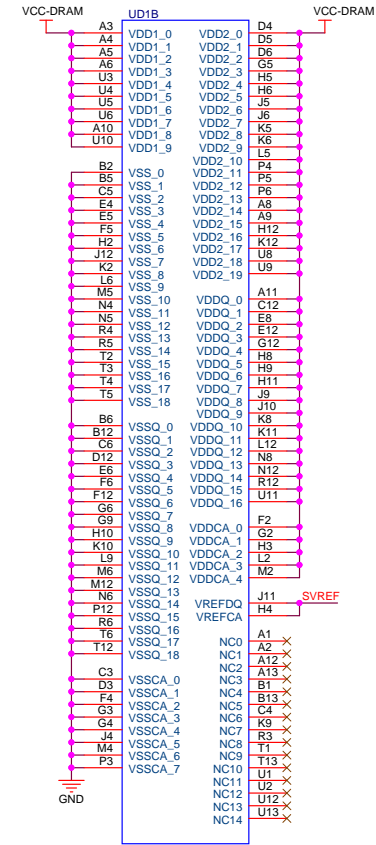 VCC-DRAM
UD1B
VCC-DRAM
A3 VDD1_0
A4 VDD1_1
A5 VDD1_2
A6 VDD1_3
U3 VDD1_4
U4 VDD1_5
U5 VDD1_6
U6 VDD1_7
A10 VDD1_8
U10 VDD1_9
B2 VSS_0
B5 VSS_1
C5 VSS_2
E4 VSS_3
E5 VSS_4
F5 VSS_5
H2 VSS_6
J12 VSS_7
K2 VSS_8
L6 VSS_9
M5 VSS_10
N4 VSS_11
N5 VSS_12
R4 VSS_13
R5 VSS_14
T2 VSS_15
T3 VSS_16
T4 VSS_17
T5 VSS_18
B6 VSSQ_0
B12 VSSQ_1
C6 VSSQ_2
D12 VSSQ_3
E6 VSSQ_4
F6 VSSQ_5
F12 VSSQ_6
G6 VSSQ_7
G9 VSSQ_8
H10 VSSQ_9
K10 VSSQ_10
L9 VSSQ_11
M6 VSSQ_12
M12 VSSQ_13
N6 VSSQ_14
P12 VSSQ_15
R6 VSSQ_16
T6 VSSQ_17
T12 VSSQ_18
C3 VSSCA_0
D3 VSSCA_1
F4 VSSCA_2
G3 VSSCA_3
G4 VSSCA_4
J4 VSSCA_5
M4 VSSCA_6
P3 VSSCA_7
GND
VDD2_0 D4
VDD2_1 D5
VDD2_2 D6
VDD2_3 G5
VDD2_4 H5
VDD2_5 H6
VDD2_6 J5
VDD2_7 J6
VDD2_8 K5
VDD2_9 K6
VDD2_10 L5
VDD2_11 P4
VDD2_12 P5
VDD2_13 P6
VDD2_14 A8
VDD2_15 A9
VDD2_16 H12
VDD2_17 K12
VDD2_18 U8
VDD2_19 U9
VDDQ_0 A11
VDDQ_1 C12
VDDQ_2 E8
VDDQ_3 E12
VDDQ_4 G12
VDDQ_5 H8
VDDQ_6 H9
VDDQ_7 H11
VDDQ_8 J9
VDDQ_9 J10
VDDQ_10 K8
VDDQ_11 K11
VDDQ_12 L12
VDDQ_13 N8
VDDQ_14 N12
VDDQ_15 R12
VDDQ_16 U11
VDDCA_0 F2
VDDCA_1 G2
VDDCA_2 H3
VDDCA_3 L2
VDDCA_4 M2
VREFDQ J11 SVREF
VREFCA H4
NC0 A1
NC1 A2
NC2 A12
NC3 A13
NC4 B1
NC5 B13
NC6 C4
NC7 K9
NC8 R3
NC9 T1
NC10 T13
NC11 U1
NC12 U2
NC13 U12
NC14 U13